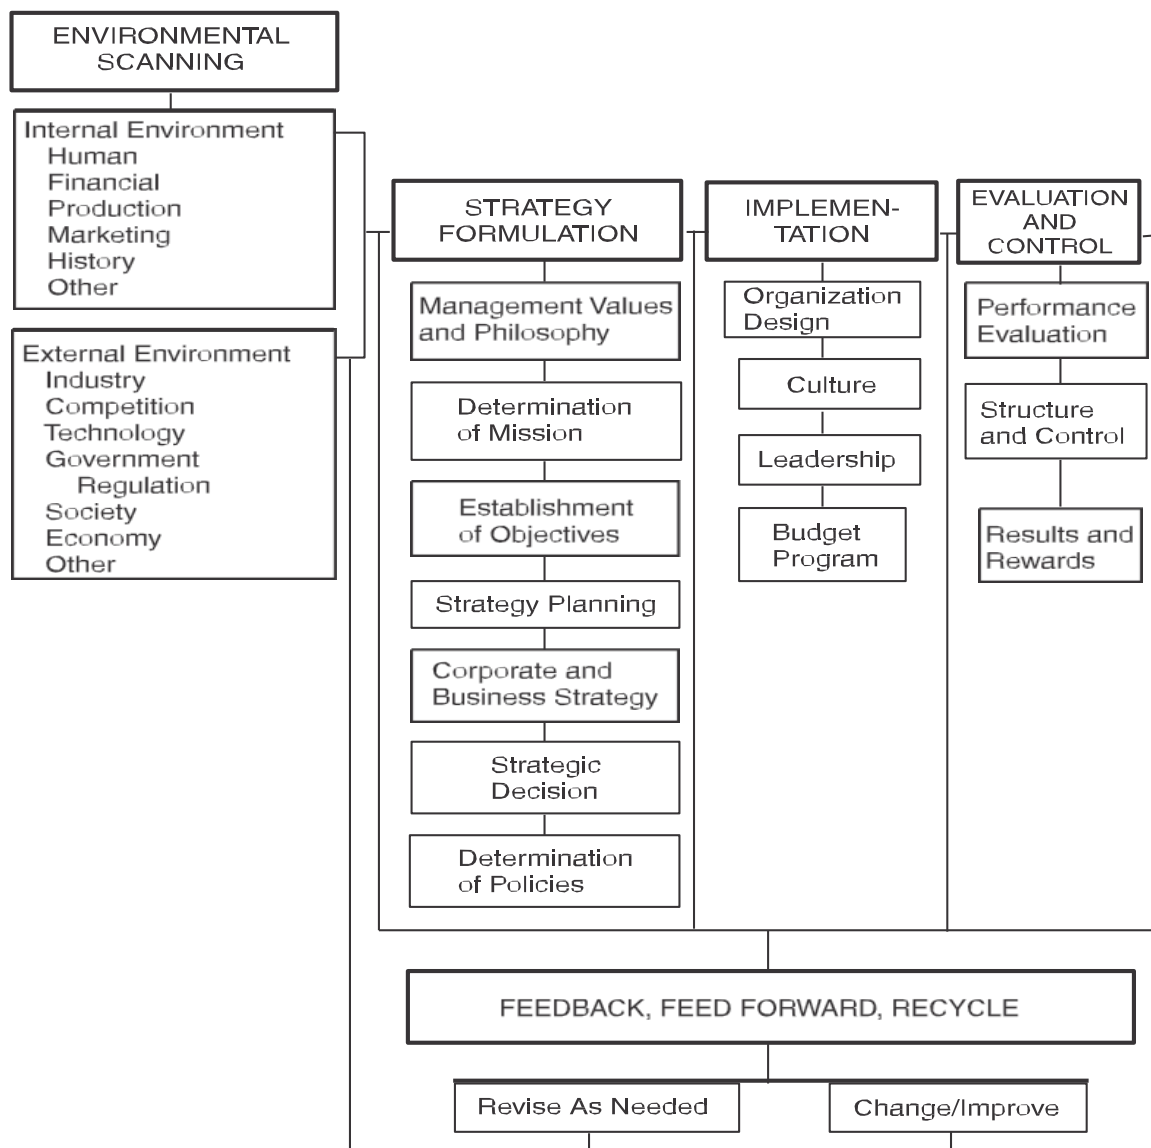 ENVIRONMENTAL
SCANNING
Internal Environment
Human
Financial
Production
Marketing
History
Other
External Environment
Industry
Competition
Technology
Government
Regulation
Society
Economy
Other
STRATEGY
FORMULATION
Management Values
and Philosophy
Determination
of Mission
Establishment
of Objectives
Strategy Planning
Corporate and
Business Strategy
Strategic
Decision
Determination
of Policies
IMPLEMEN-
TATION
Organization
Design
Culture
Leadership
Budget
Program
EVALUATION
AND
CONTROL
Performance
Evaluation
Structure
and Control
Results and
Rewards
FEEDBACK, FEED FORWARD, RECYCLE
Revise As Needed
Change/Improve